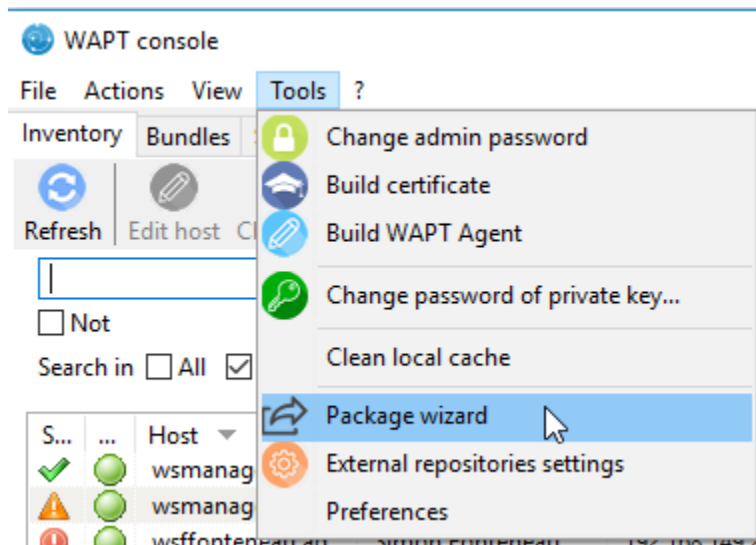 WAPT console
File Actions View Tools ?
Inventory Bundles
Change admin password
Build certificate
Build WAPT Agent
Change password of private key...
Clean local cache
Package wizard
External repositories settings
Preferences
Refresh Edit host
Not
Search in All
S... ... Host
wsmanag
wsmanag